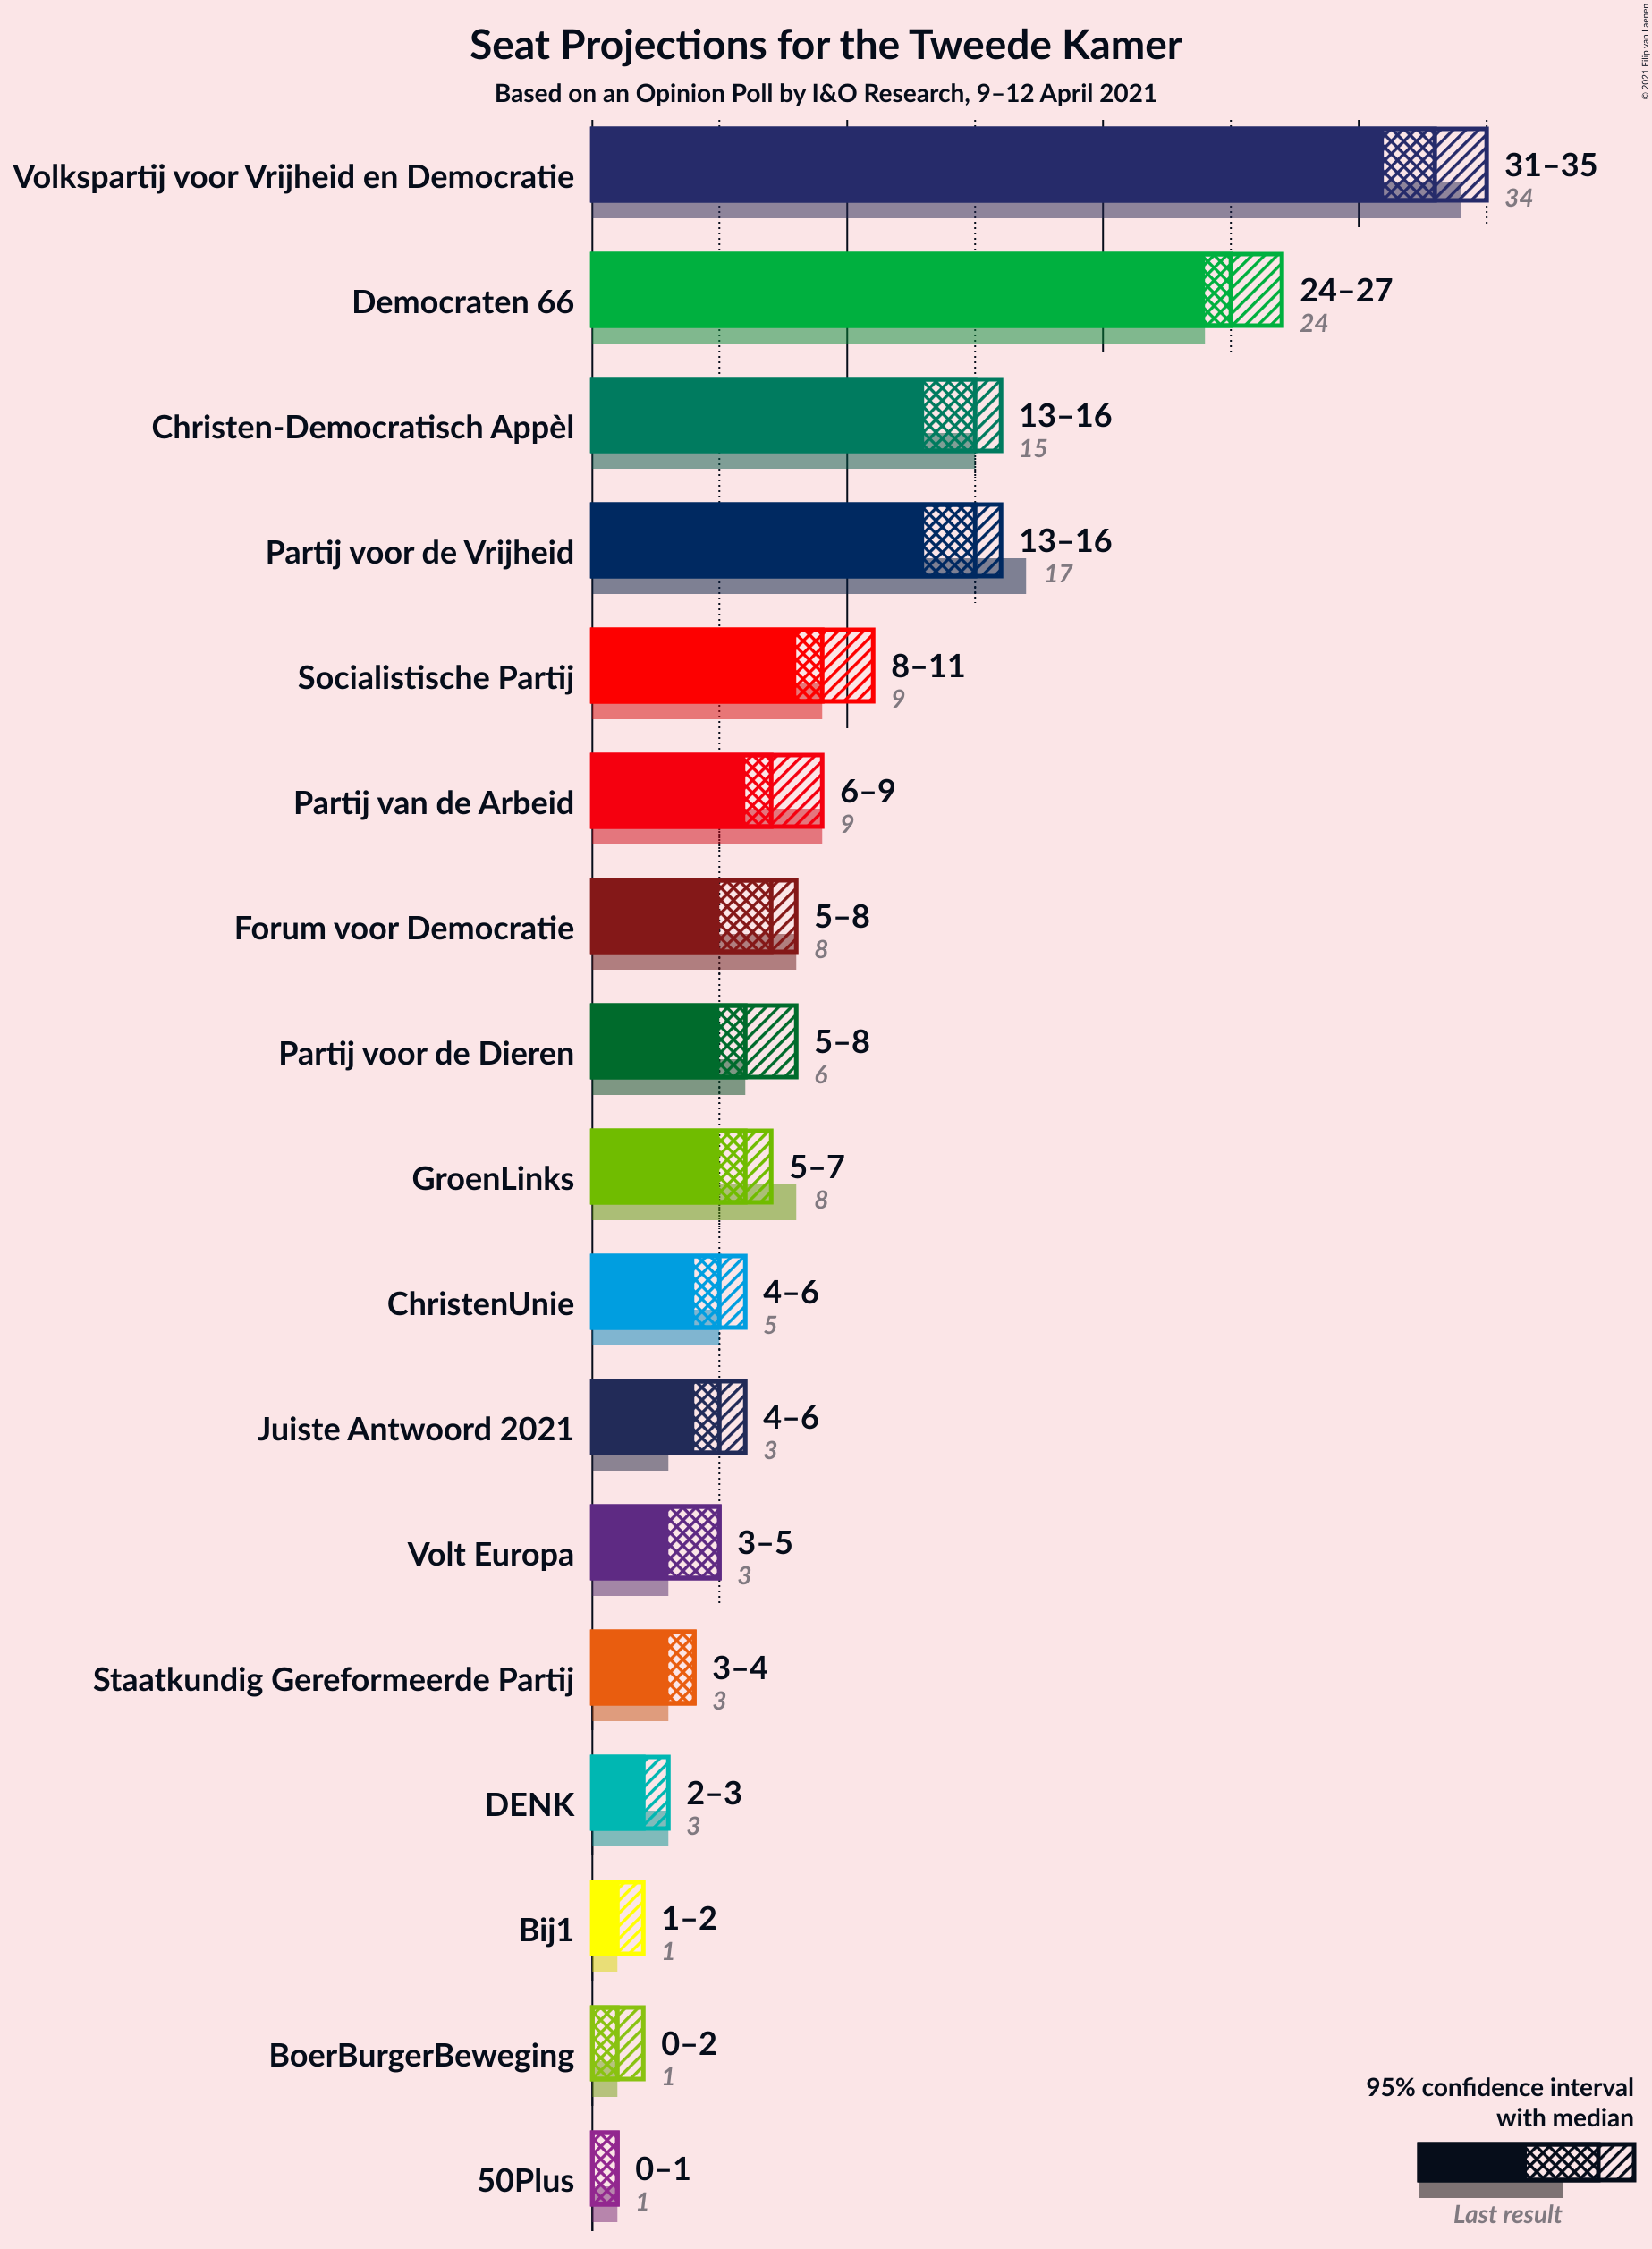 © 2021 Filip van Laenen
Seat Projections for the Tweede Kamer
Based on an Opinion Poll by I&O Research, 9–12 April 2021
Volkspartij voor Vrijheid en Democratie
31–35
34
Democraten 66
24–27
24
Christen-Democratisch Appèl
13–16
15
Partij voor de Vrijheid
13–16
17
Socialistische Partij
8–11
9
Partij van de Arbeid
6–9
9
Forum voor Democratie
5–8
8
Partij voor de Dieren
5–8
6
GroenLinks
5–7
8
ChristenUnie
4–6
5
Juiste Antwoord 2021
4–6
3
Volt Europa
3–5
3
Staatkundig Gereformeerde Partij
3–4
3
DENK
2–3
3
Bij1
1–2
1
BoerBurgerBeweging
0–2
1
50Plus
0–1
1
95% confidence interval
with median
Last result